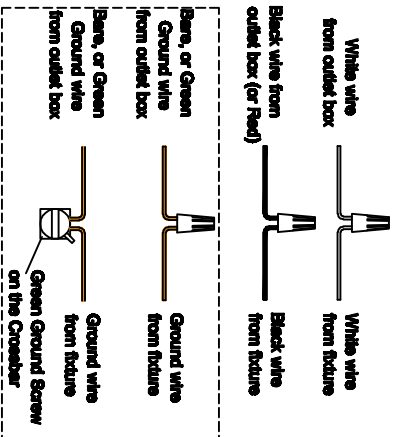 White wire
from outlet box
White wire
from fixture
Black wire from
outlet box (or Red)
Black wire
from fixture
Bare, or Green
Ground wire
from outlet box
Ground wire
from fixture
Bare, or Green
Ground wire
from outlet box
Ground wire
from fixture
Green Ground Screw
on the Crossbar